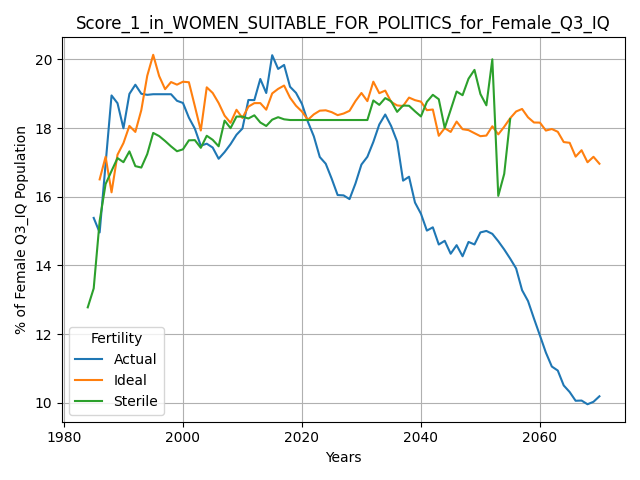 Score_1_in_WOMEN_SUITABLE_FOR_POLITICS_for_Female_Q3_IQ
% of Female Q3_IQ Population
20
18
16
14
12
10
Fertility
Actual
Ideal
Sterile
1980
2000
2020
2040
2060
Years